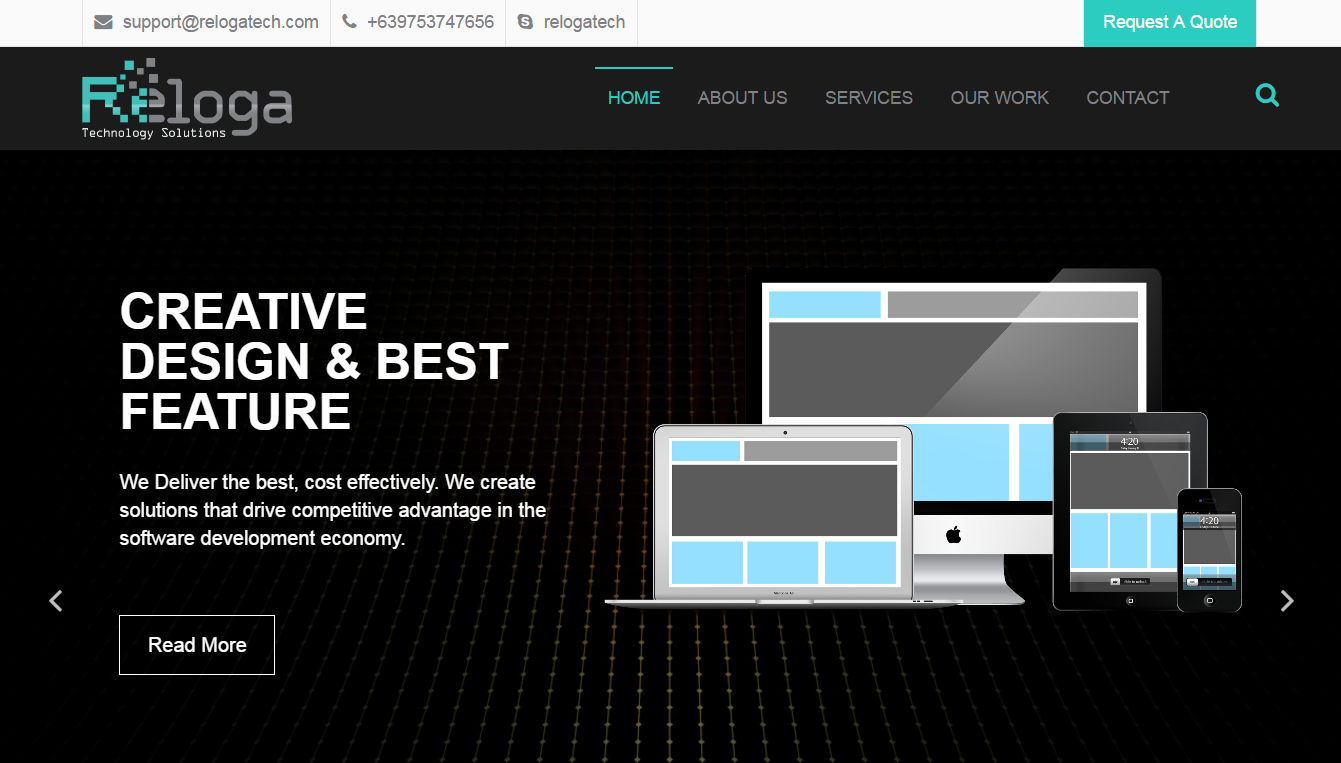 support@relogatech.com
+639753747656
relogatech
Request A Quote
Reloga
Technology Solutions
HOME
ABOUT US
SERVICES
OUR WORK
CONTACT
CREATIVE
DESIGN & BEST
FEATURE
We Deliver the best, cost effectively. We create
solutions that drive competitive advantage in the
software development economy.
Read More
4:20
4:20